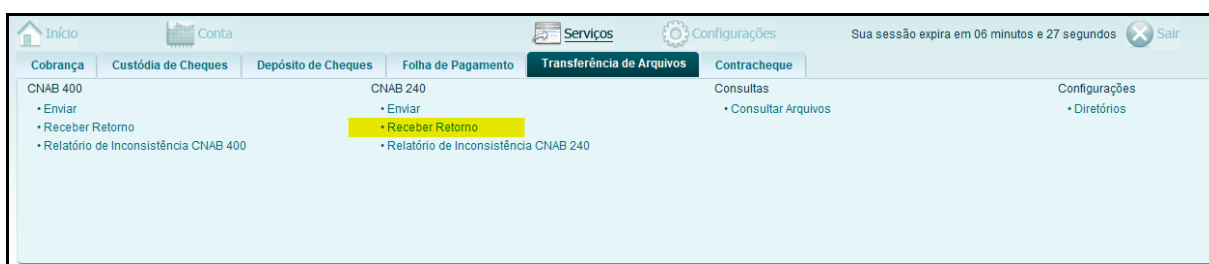 Início Conta Serviços Configurações Sua sessão expira em 06 minutos e 27 segundos Sair
Cobrança Custódia de Cheques Depósito de Cheques Folha de Pagamento Transferência de Arquivos Contracheque
CNAB 400 CNAB 240 Consultas Configurações
• Enviar • Enviar • Consultar Arquivos • Diretórios
• Receber Retorno • Receber Retorno
• Relatório de Inconsistência CNAB 400 • Relatório de Inconsistência CNAB 240